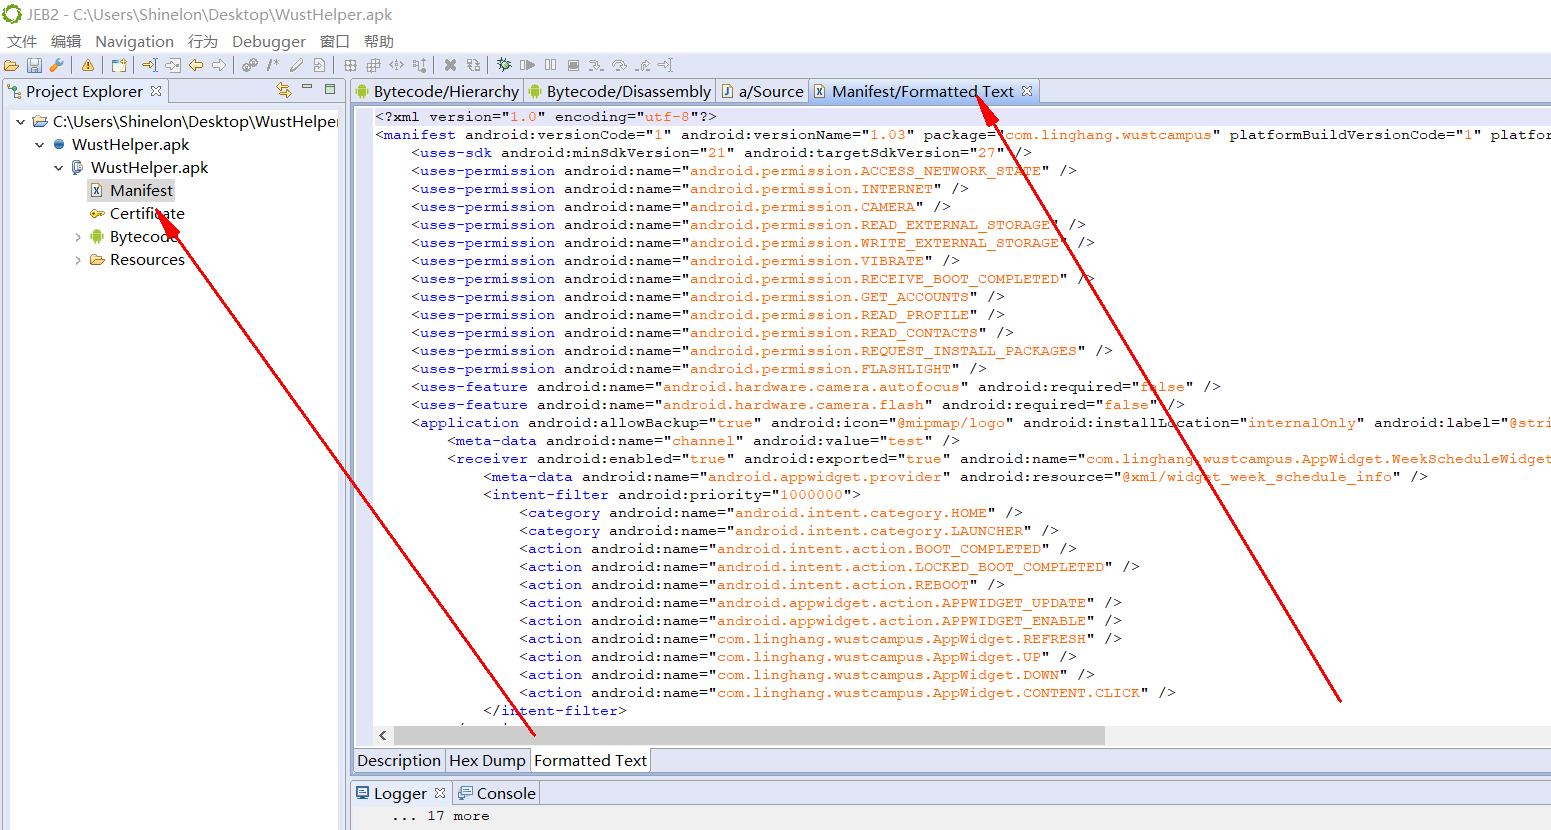 JEB2 - C:\Users\Shinelon\Desktop\WustHelper.apk
文件 编辑 Navigation 行为 Debugger 窗口 帮助
Project Explorer
C:\Users\Shinelon\Desktop\WustHelper
WustHelper.apk
WustHelper.apk
Manifest
Certificate
Bytecode
Resources
Bytecode/Hierarchy Bytecode/Disassembly a/Source Manifest/Formatted Text
<?xml version="1.0" encoding="utf-8"?>
<manifest android:versionCode="1" android:versionName="1.03" package="com.linghang.wustcampus" platformBuildVersionCode="1" platfor
<uses-sdk android:minSdkVersion="21" android:targetSdkVersion="27" />
<uses-permission android:name="android.permission.ACCESS_NETWORK_STATE" />
<uses-permission android:name="android.permission.INTERNET" />
<uses-permission android:name="android.permission.CAMERA" />
<uses-permission android:name="android.permission.READ_EXTERNAL_STORAGE" />
<uses-permission android:name="android.permission.WRITE_EXTERNAL_STORAGE" />
<uses-permission android:name="android.permission.VIBRATE" />
<uses-permission android:name="android.permission.RECEIVE_BOOT_COMPLETED" />
<uses-permission android:name="android.permission.GET_ACCOUNTS" />
<uses-permission android:name="android.permission.READ_PROFILE" />
<uses-permission android:name="android.permission.READ_CONTACTS" />
<uses-permission android:name="android.permission.REQUEST_INSTALL_PACKAGES" />
<uses-permission android:name="android.permission.FLASHLIGHT" />
<uses-feature android:name="android.hardware.camera.autofocus" android:required="false" />
<uses-feature android:name="android.hardware.camera.flash" android:required="false" />
<application android:allowBackup="true" android:icon="@mipmap/logo" android:installLocation="internalOnly" android:label="@stri
<meta-data android:name="channel" android:value="test" />
<receiver android:enabled="true" android:exported="true" android:name="com.linghang.wustcampus.AppWidget.WeekScheduleWidget
<meta-data android:name="android.appwidget.provider" android:resource="@xml/widget_week_schedule_info" />
<intent-filter android:priority="1000000">
<category android:name="android.intent.category.HOME" />
<category android:name="android.intent.category.LAUNCHER" />
<action android:name="android.intent.action.BOOT_COMPLETED" />
<action android:name="android.intent.action.LOCKED_BOOT_COMPLETED" />
<action android:name="android.intent.action.REBOOT" />
<action android:name="android.appwidget.action.APPWIDGET_UPDATE" />
<action android:name="android.appwidget.action.APPWIDGET_ENABLE" />
<action android:name="com.linghang.wustcampus.AppWidget.REFRESH" />
<action android:name="com.linghang.wustcampus.AppWidget.UP" />
<action android:name="com.linghang.wustcampus.AppWidget.DOWN" />
<action android:name="com.linghang.wustcampus.AppWidget.CONTENT.CLICK" />
</intent-filter>
Description Hex Dump Formatted Text
Logger Console
... 17 more